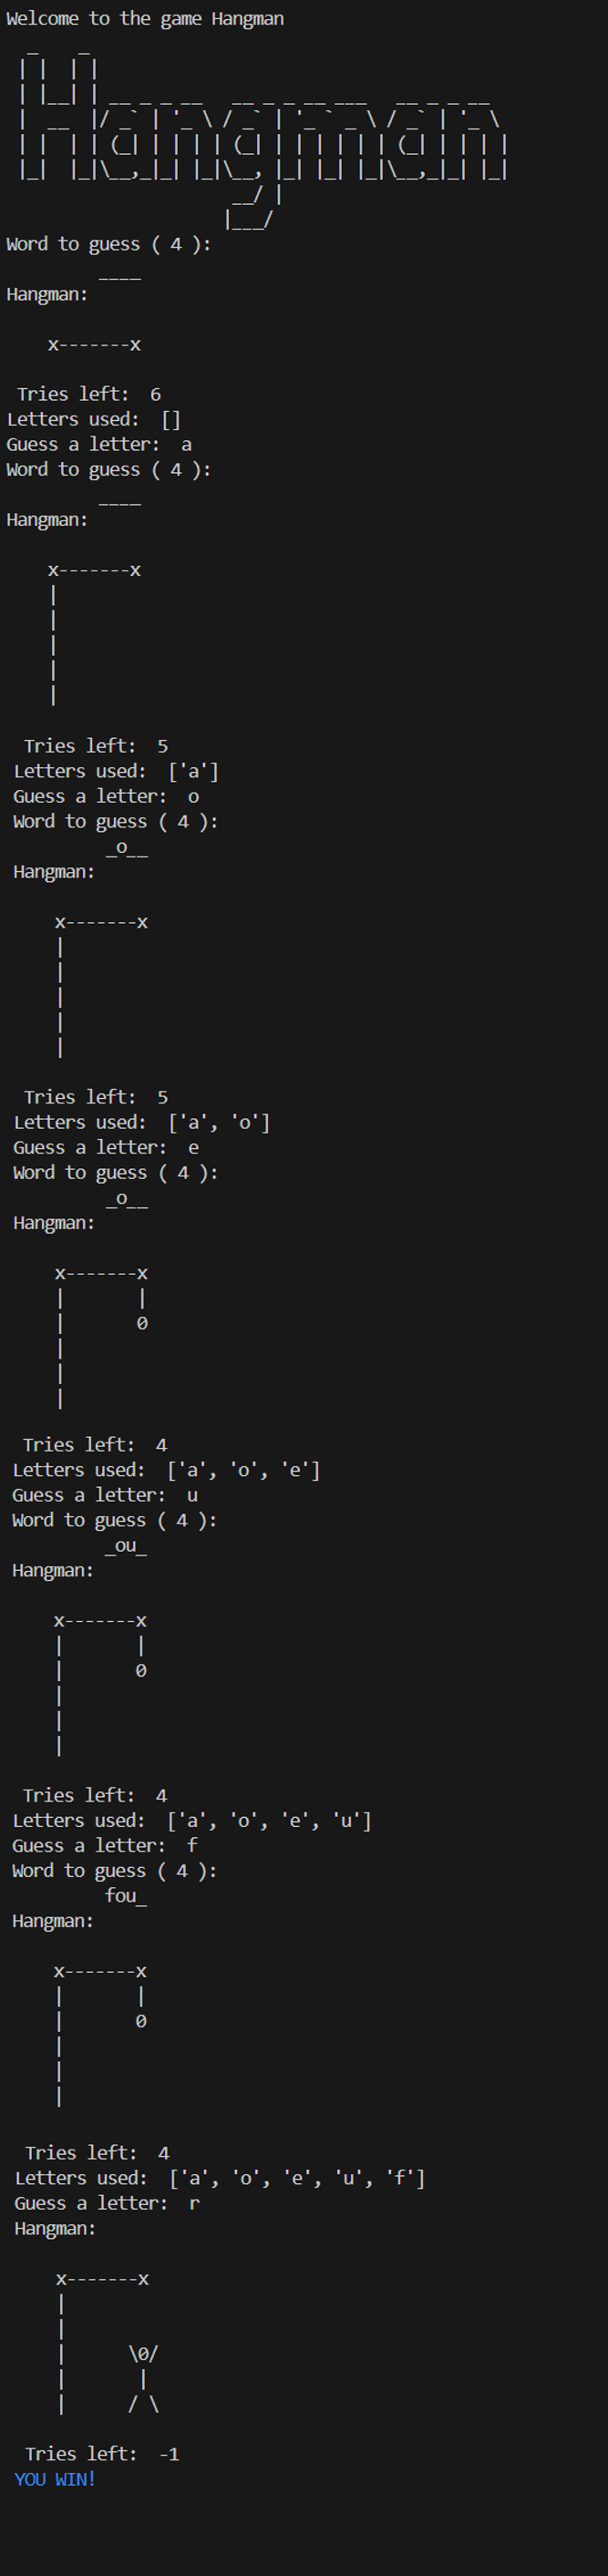 Welcome to the game Hangman
  _    _
 | |  | |
 | |__| | __ _ _ __   __ _ _ __ ___   __ _ _ __
 |  __  |/ _` | '_ \ / _` | '_ ` _ \ / _` | '_ \
 | |  | | (_| | | | | (_| | | | | | | (_| | | | |
 |_|  |_|\__,_|_| |_|\__, |_| |_| |_|\__,_|_| |_|
                      __/ |
                     |___/
Word to guess ( 4 ):
         ____
Hangman:
    x-------x
 Tries left:  6
Letters used:  []
Guess a letter:  a
Word to guess ( 4 ):
         ____
Hangman:
    x-------x
    |
    |
    |
    |
    |
 Tries left:  5
Letters used:  ['a']
Guess a letter:  o
Word to guess ( 4 ):
         _o__
Hangman:
    x-------x
    |
    |
    |
    |
    |
 Tries left:  5
Letters used:  ['a', 'o']
Guess a letter:  e
Word to guess ( 4 ):
         _o__
Hangman:
    x-------x
    |       |
    |       0
    |
    |
    |
 Tries left:  4
Letters used:  ['a', 'o', 'e']
Guess a letter:  u
Word to guess ( 4 ):
         _ou_
Hangman:
    x-------x
    |       |
    |       0
    |
    |
    |
 Tries left:  4
Letters used:  ['a', 'o', 'e', 'u']
Guess a letter:  f
Word to guess ( 4 ):
         fou_
Hangman:
    x-------x
    |       |
    |       0
    |
    |
    |
 Tries left:  4
Letters used:  ['a', 'o', 'e', 'u', 'f']
Guess a letter:  r
Hangman:
    x-------x
    |
    |
    |      \0/
    |       |
    |      / \
 Tries left:  -1
YOU WIN!